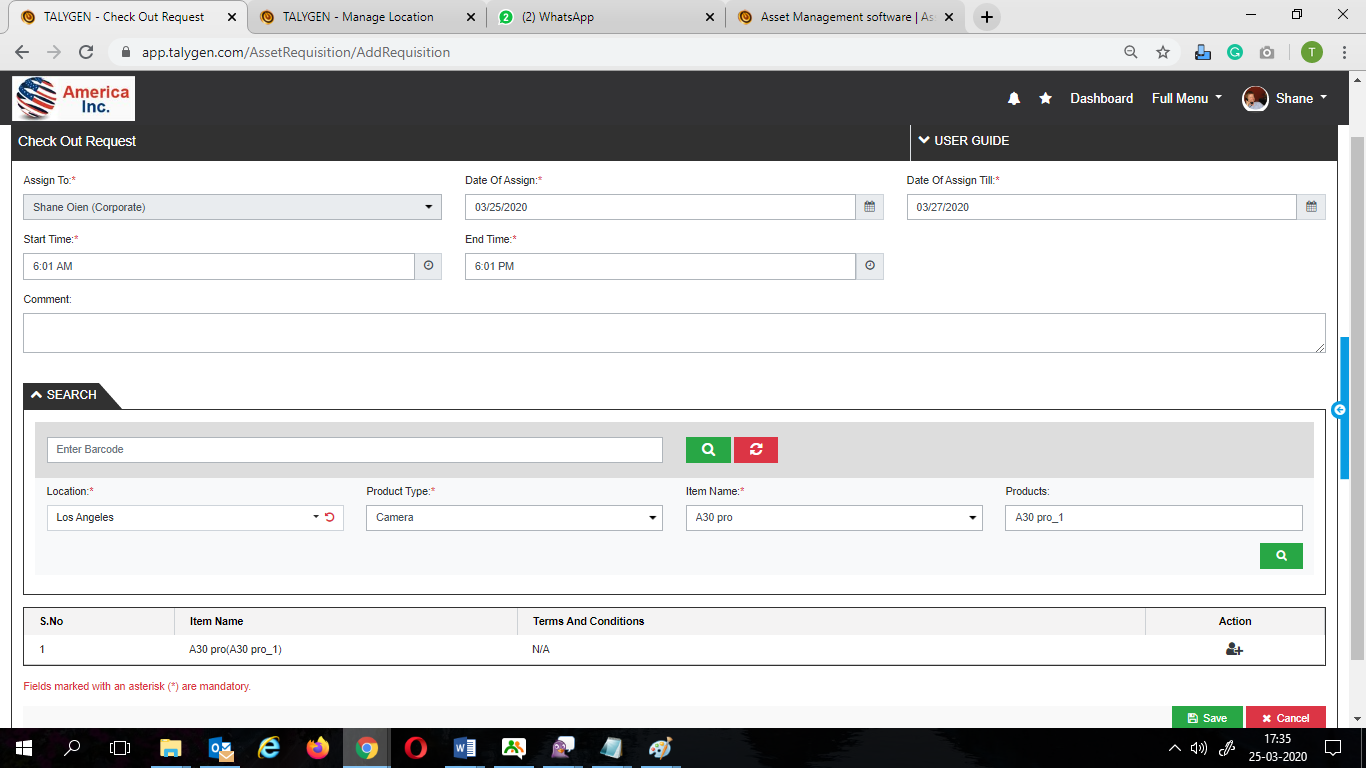 TALYGEN - Check Out Request
TALYGEN - Manage Location
(2) WhatsApp
Asset Management software | As
app.talygen.com/AssetRequisition/AddRequisition
T
America
Inc.
Dashboard
Full Menu
Shane
Check Out Request
USER GUIDE
Assign To:*
Date Of Assign:*
Date Of Assign Till:*
Shane Oien (Corporate)
03/25/2020
03/27/2020
Start Time:*
End Time:*
6:01 AM
6:01 PM
Comment:
SEARCH
Enter Barcode
Location:*
Product Type:*
Item Name:*
Products:
Los Angeles
Camera
A30 pro
A30 pro_1
S.No
Item Name
Terms And Conditions
Action
1
A30 pro(A30 pro_1)
N/A
Fields marked with an asterisk (*) are mandatory.
Save
Cancel
17:35
25-03-2020